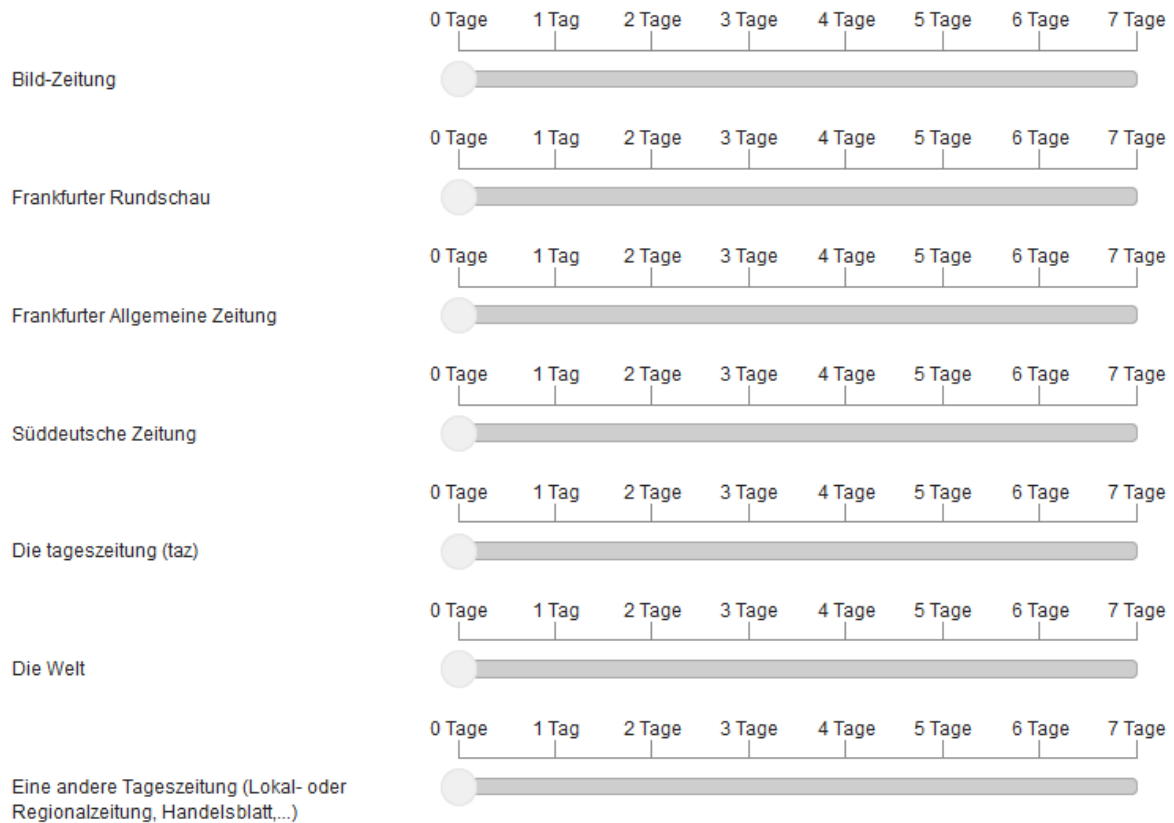 0 Tage 1 Tag 2 Tage 3 Tage 4 Tage 5 Tage 6 Tage 7 Tage
Bild-Zeitung
0 Tage 1 Tag 2 Tage 3 Tage 4 Tage 5 Tage 6 Tage 7 Tage
Frankfurter Rundschau
0 Tage 1 Tag 2 Tage 3 Tage 4 Tage 5 Tage 6 Tage 7 Tage
Frankfurter Allgemeine Zeitung
0 Tage 1 Tag 2 Tage 3 Tage 4 Tage 5 Tage 6 Tage 7 Tage
Süddeutsche Zeitung
0 Tage 1 Tag 2 Tage 3 Tage 4 Tage 5 Tage 6 Tage 7 Tage
Die tageszeitung (taz)
0 Tage 1 Tag 2 Tage 3 Tage 4 Tage 5 Tage 6 Tage 7 Tage
Die Welt
0 Tage 1 Tag 2 Tage 3 Tage 4 Tage 5 Tage 6 Tage 7 Tage
Eine andere Tageszeitung (Lokal- oder
Regionalzeitung, Handelsblatt,...)